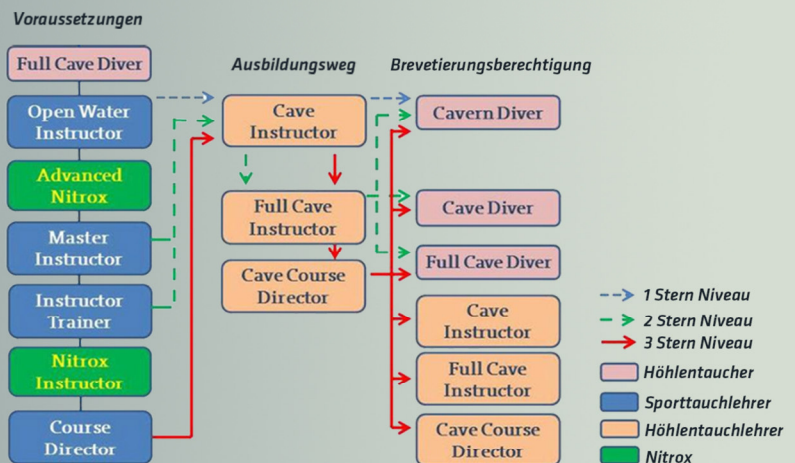 Voraussetzungen
Full Cave Diver
Open Water
Instructor
Advanced
Nitrox
Master
Instructor
Instructor
Trainer
Nitrox
Instructor
Course
Director
Ausbildungsweg
Cave
Instructor
Full Cave
Instructor
Cave Course
Director
Brevetierungsberechtigung
Cavern Diver
Cave Diver
Full Cave Diver
Cave
Instructor
Full Cave
Instructor
Cave Course
Director
1 Stern Niveau
2 Stern Niveau
3 Stern Niveau
Höhlentaucher
Sporttauchlehrer
Höhlentauchlehrer
Nitrox